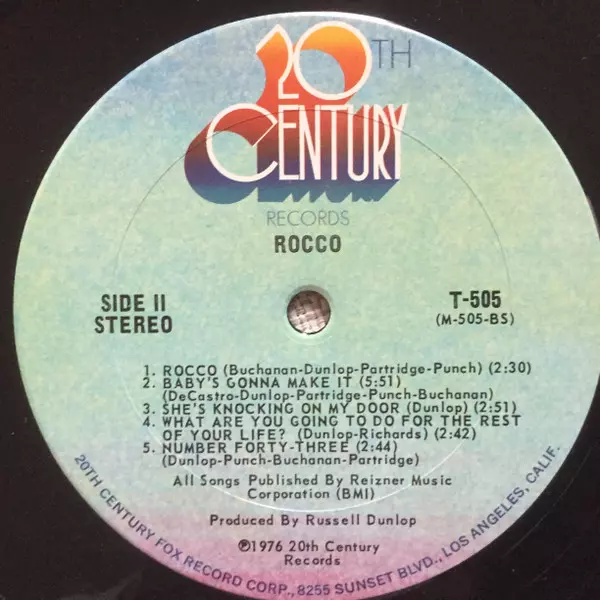 20TH
CENTURY
RECORDS
ROCCO
SIDE II
STEREO
T-505
(M-505-BS)
1. ROCCO (Buchanan-Dunlop-Partridge-Punch) (2:30)
2. BABY'S GONNA MAKE IT (5:51)
(DeCastro-Dunlop-Partridge-Punch-Buchanan)
3. SHE'S KNOCKING ON MY DOOR (Dunlop) (2:51)
4. WHAT ARE YOU GOING TO DO FOR THE REST
OF YOUR LIFE? (Dunlop-Richards) (2:42)
5. NUMBER FORTY-THREE (2:44)
(Dunlop-Punch-Buchanan-Partridge)
All Songs Published By Reizner Music
Corporation (BMI)
Produced By Russell Dunlop
℗1976 20th Century
Records
20TH CENTURY FOX RECORD CORP., 8255 SUNSET BLVD., LOS ANGELES, CALIF.